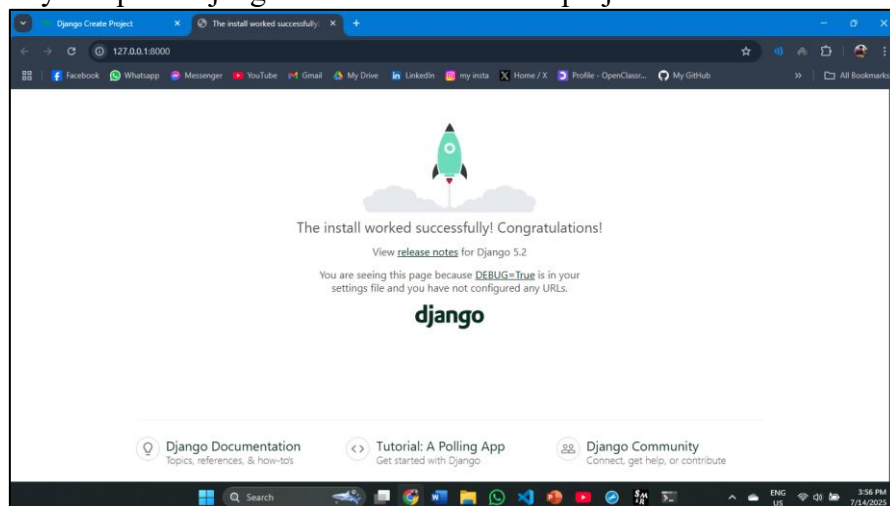 Django Create Project
The install worked successfully!
127.0.0.1:8000
Facebook Whatsapp Messenger YouTube Gmail My Drive LinkedIn my insta Home / X Profile - OpenClassr... My GitHub » All Bookmarks
The install worked successfully! Congratulations!
View release notes for Django 5.2
You are seeing this page because DEBUG=True is in your
settings file and you have not configured any URLs.
django
Django Documentation
Topics, references, & how-to's
Tutorial: A Polling App
Get started with Django
Django Community
Connect, get help, or contribute
Search
ENG
US
3:56 PM
7/14/2025